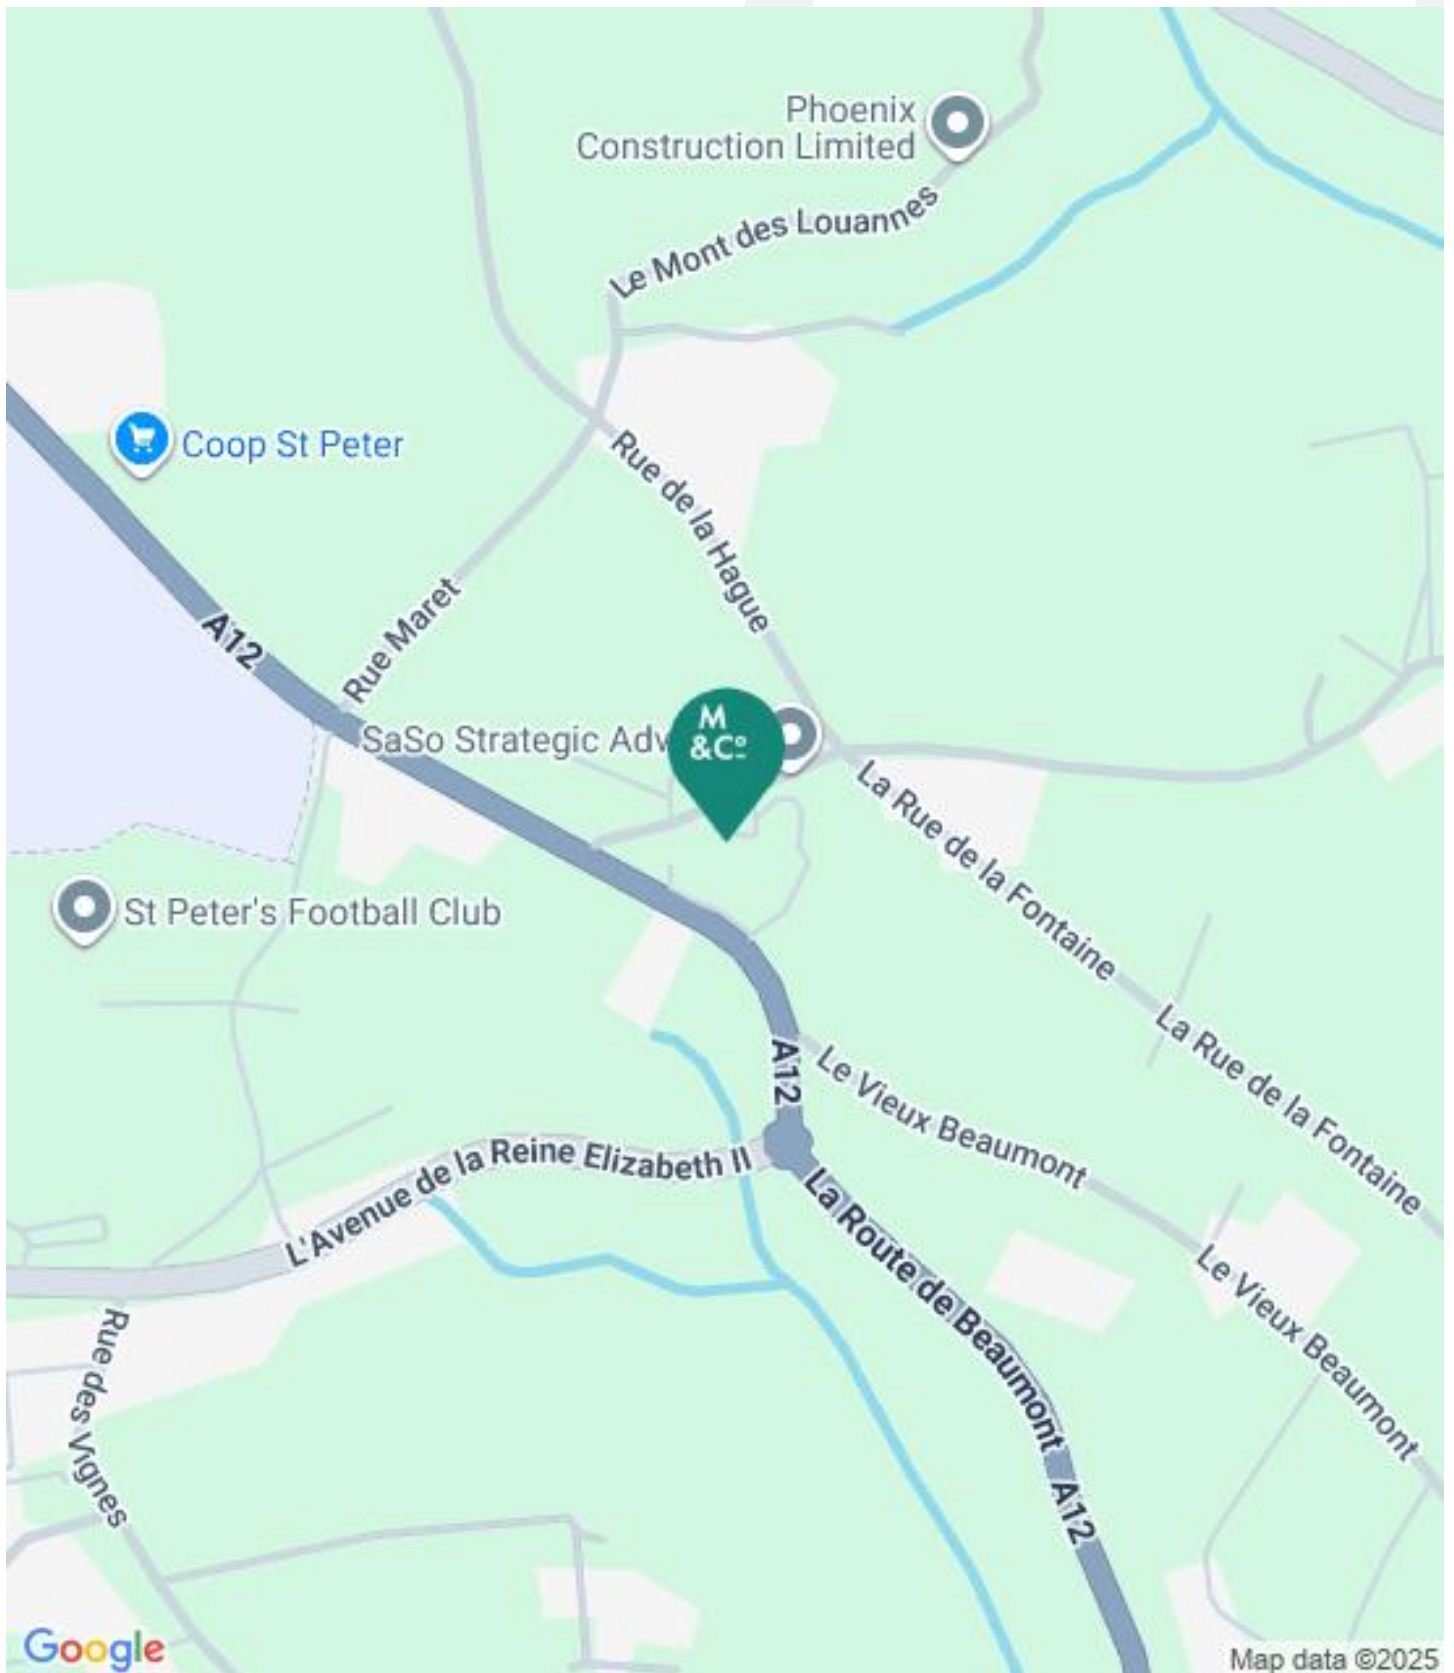 Phoenix
Construction Limited
Le Mont des Louannes
Coop St Peter
Rue de la Hague
Rue Maret
A12
M
&Co
SaSo Strategic Adv
La Rue de la Fontaine
St Peter's Football Club
La Rue de la Fontaine
A12
Le Vieux Beaumont
L'Avenue de la Reine Elizabeth II
La Route de Beaumont
Le Vieux Beaumont
Rue des Vignes
A12
Google
Map data ©2025